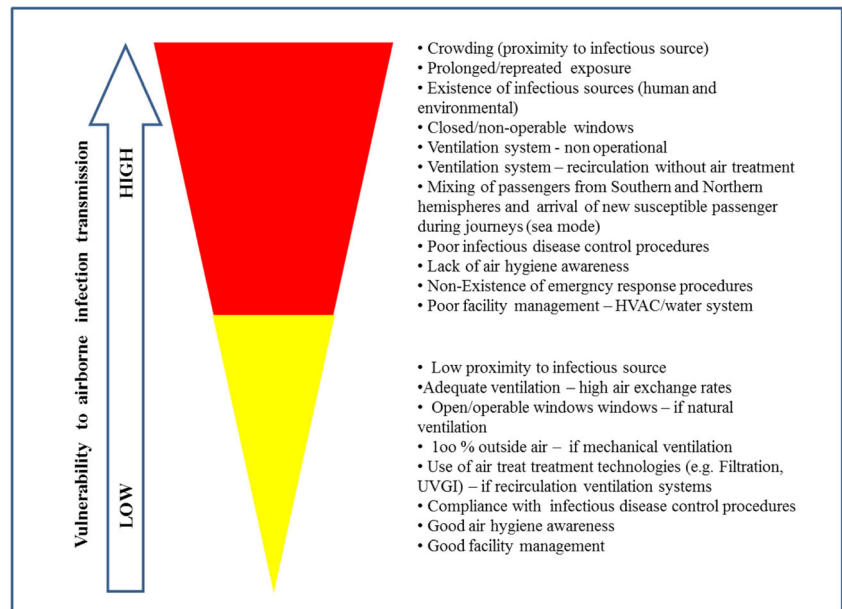 Vulnerability to airborne infection transmission
HIGH
LOW
• Crowding (proximity to infectious source)
• Prolonged/repreated exposure
• Existence of infectious sources (human and
environmental)
• Closed/non-operable windows
• Ventilation system - non operational
• Ventilation system – recirculation without air treatment
• Mixing of passengers from Southern and Northern
hemispheres and arrival of new susceptible passenger
during journeys (sea mode)
• Poor infectious disease control procedures
• Lack of air hygiene awareness
• Non-Existence of emergncy response procedures
• Poor facility management – HVAC/water system
• Low proximity to infectious source
•Adequate ventilation – high air exchange rates
• Open/operable windows windows – if natural
ventilation
• 1oo % outside air – if mechanical ventilation
• Use of air treat treatment technologies (e.g. Filtration,
UVGI) – if recirculation ventilation systems
• Compliance with infectious disease control procedures
• Good air hygiene awareness
• Good facility management